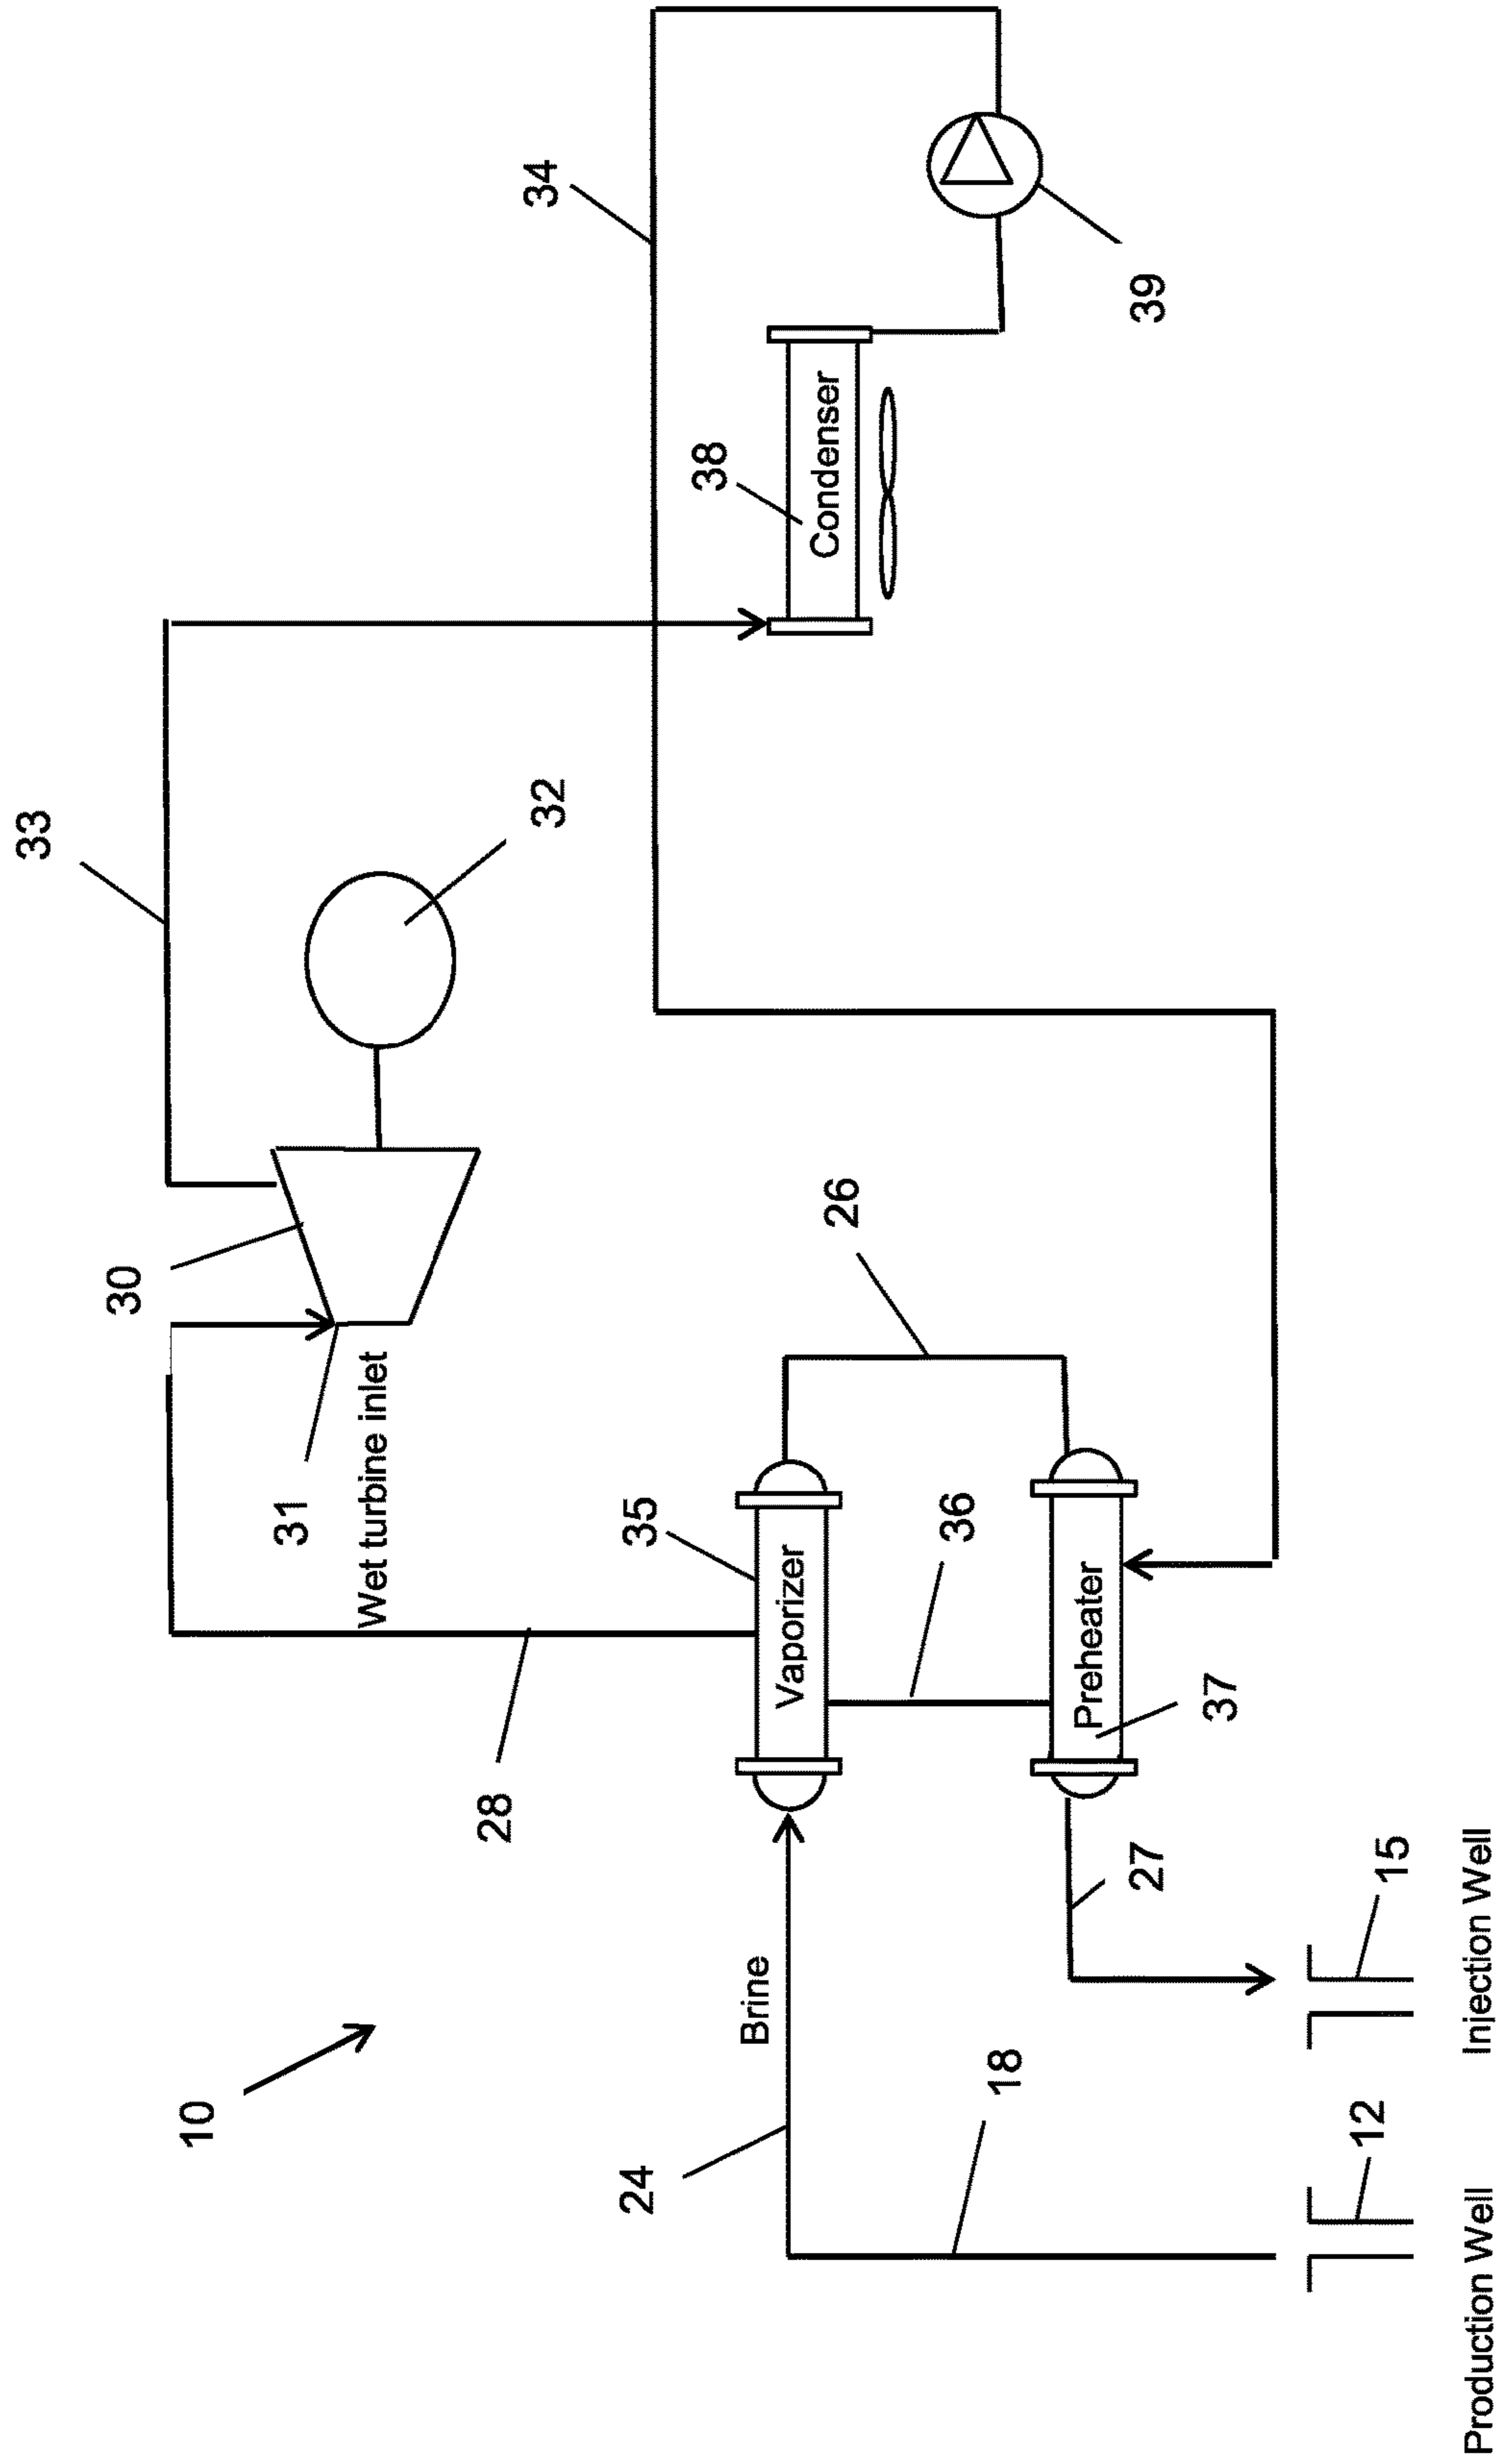 10
33
30
31
Wet turbine inlet
32
34
38
Condenser
39
28
35
Vaporizer
26
36
Preheater
37
24
Brine
18
27
12
15
Production Well
Injection Well